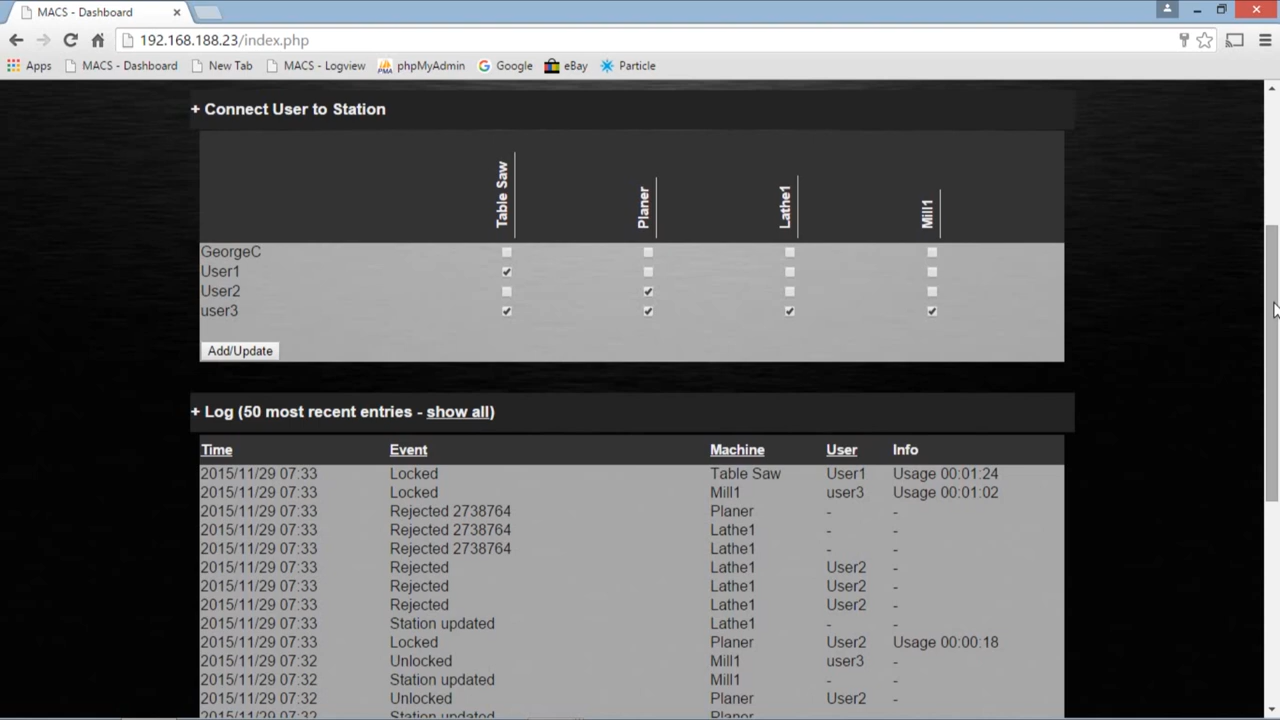 MACS - Dashboard
192.168.188.23/index.php
Apps MACS - Dashboard New Tab MACS - Logview phpMyAdmin Google eBay Particle
+ Connect User to Station
Table Saw Planer Lathe1 Mill1
GeorgeC
User1
User2
user3
Add/Update
+ Log (50 most recent entries - show all)
Time Event Machine User Info
2015/11/29 07:33 Locked Table Saw User1 Usage 00:01:24
2015/11/29 07:33 Locked Mill1 user3 Usage 00:01:02
2015/11/29 07:33 Rejected 2738764 Planer - -
2015/11/29 07:33 Rejected 2738764 Lathe1 - -
2015/11/29 07:33 Rejected 2738764 Lathe1 - -
2015/11/29 07:33 Rejected Lathe1 User2 -
2015/11/29 07:33 Rejected Lathe1 User2 -
2015/11/29 07:33 Rejected Lathe1 User2 -
2015/11/29 07:33 Station updated Lathe1 - -
2015/11/29 07:33 Locked Planer User2 Usage 00:00:18
2015/11/29 07:32 Unlocked Mill1 user3 -
2015/11/29 07:32 Station updated Mill1 - -
2015/11/29 07:32 Unlocked Planer User2 -
2015/11/29 07:32 Station updated Planer